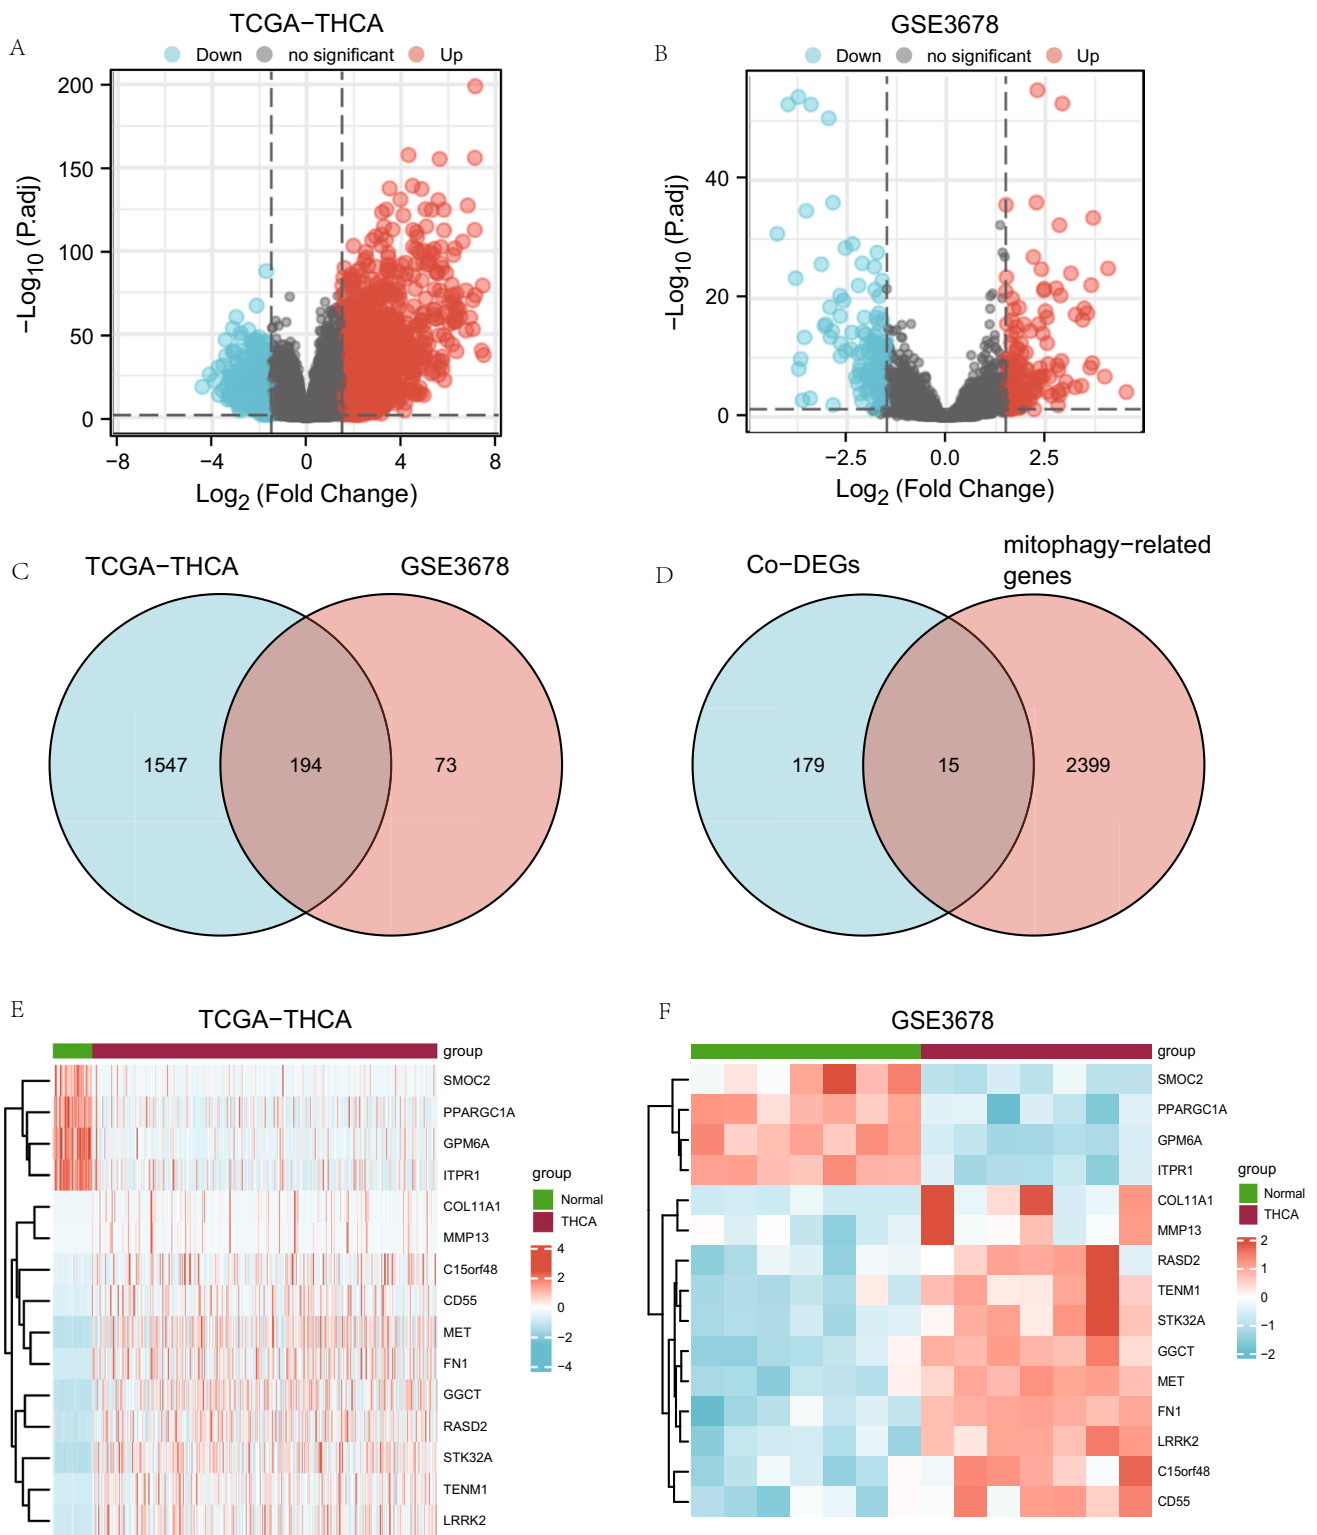 A
TCGA−THCA
Down no significant Up
200
150
100
50
0
−Log10 (P.adj)
−8 −4 0 4 8
Log2 (Fold Change)
B
GSE3678
Down no significant Up
40
20
0
−Log10 (P.adj)
−2.5 0.0 2.5
Log2 (Fold Change)
C
TCGA−THCA GSE3678
1547 194 73
D
Co−DEGs
mitophagy−related
genes
179 15 2399
E
TCGA−THCA
group
SMOC2
PPARGC1A
GPM6A
ITPR1
COL11A1
MMP13
C15orf48
CD55
MET
FN1
GGCT
RASD2
STK32A
TENM1
LRRK2
group
Normal
THCA
4
2
0
−2
−4
F
GSE3678
group
SMOC2
PPARGC1A
GPM6A
ITPR1
COL11A1
MMP13
RASD2
TENM1
STK32A
GGCT
MET
FN1
LRRK2
C15orf48
CD55
group
Normal
THCA
2
1
0
−1
−2